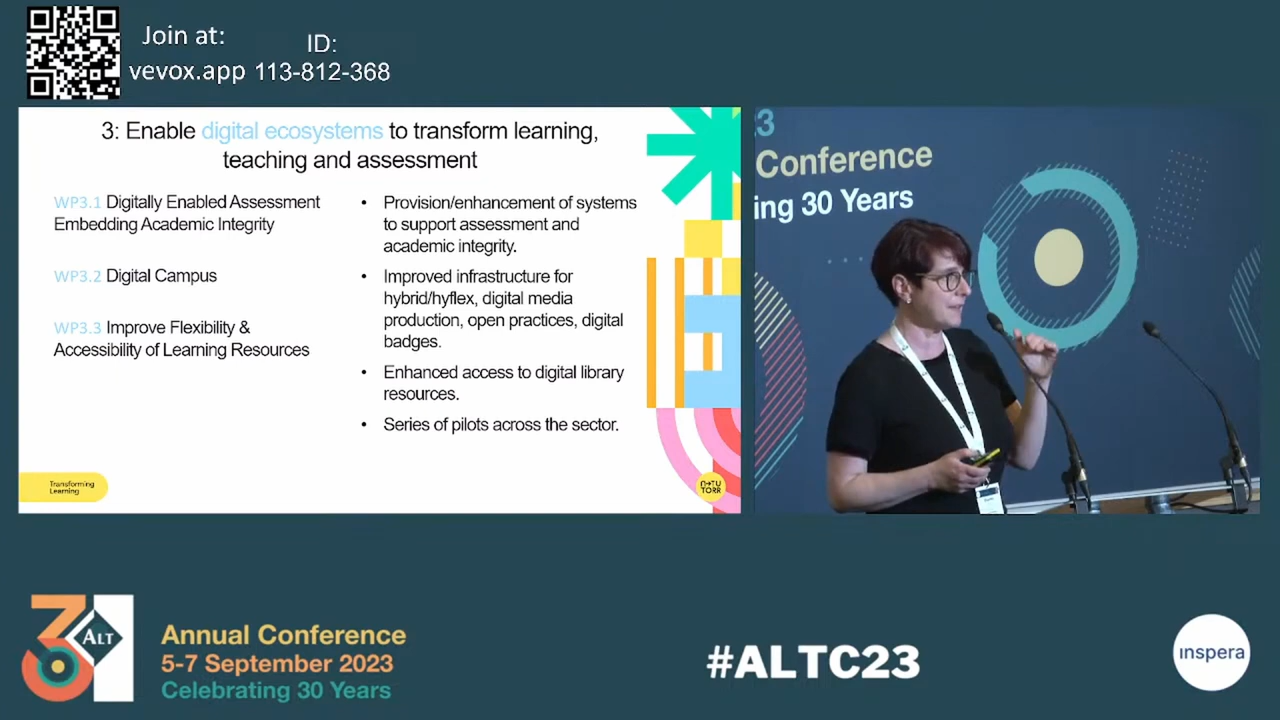 Join at:
vevox.app
ID:
113-812-368
3: Enable digital ecosystems to transform learning,
teaching and assessment
WP3.1 Digitally Enabled Assessment
Embedding Academic Integrity
WP3.2 Digital Campus
WP3.3 Improve Flexibility &
Accessibility of Learning Resources
• Provision/enhancement of systems
to support assessment and
academic integrity.
• Improved infrastructure for
hybrid/hyflex, digital media
production, open practices, digital
badges.
• Enhanced access to digital library
resources.
• Series of pilots across the sector.
Transforming
Learning
N→TU
TORR
23
Conference
ing 30 Years
ALT
Annual Conference
5-7 September 2023
Celebrating 30 Years
#ALTC23
inspera